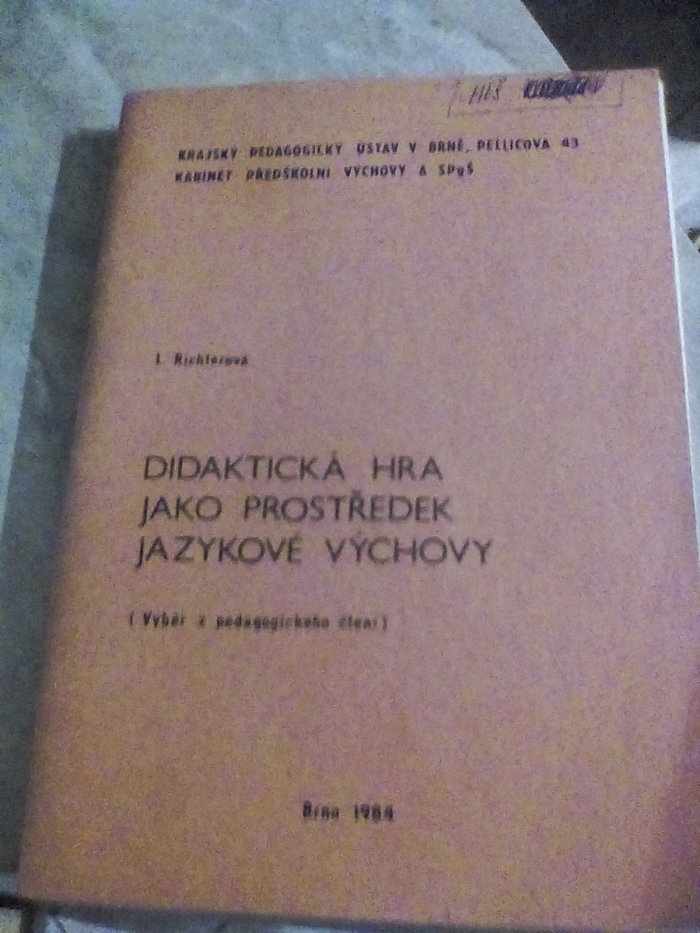 KRAJSKÝ PEDAGOGICKÝ ÚSTAV V BRNĚ, PELLICOVA 43
KABINET PŘEDŠKOLNÍ VÝCHOVY A SPgŠ
Richterová
DIDAKTICKÁ HRA
JAKO PROSTŘEDEK
JAZYKOVÉ VÝCHOVY
(Výběr z pedagogického čtení)
Brno